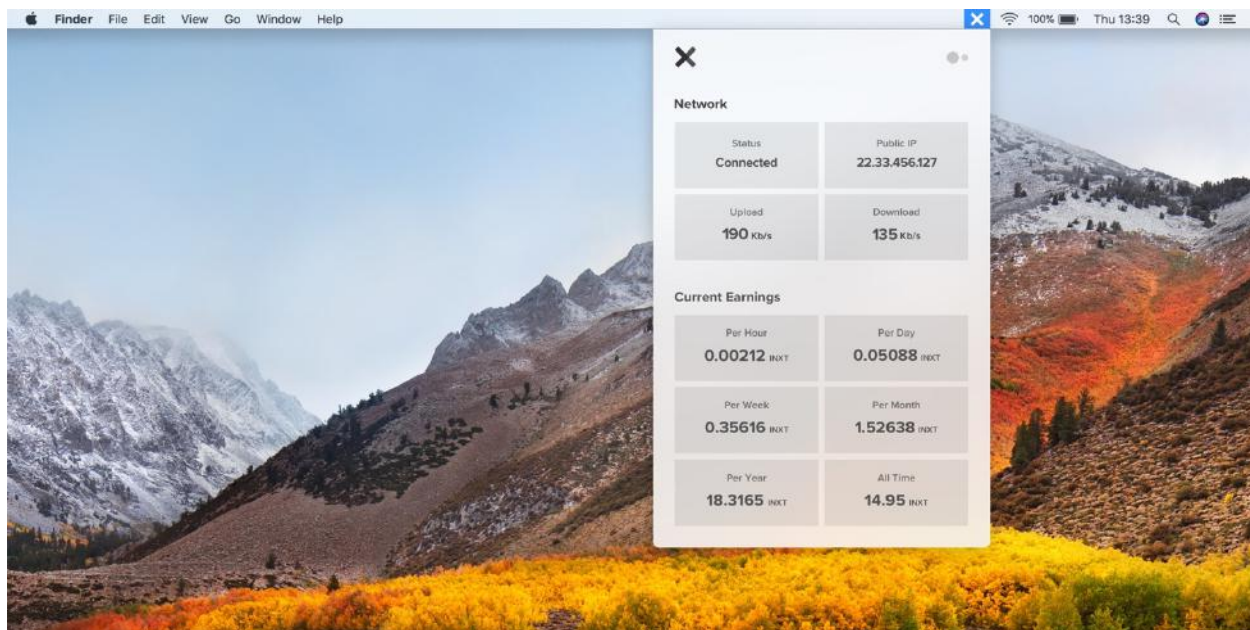 Finder File Edit View Go Window Help 100% Thu 13:39
Network
Status Public IP
Connected 22.33.456.127
Upload Download
190 Kb/s 135 Kb/s
Current Earnings
Per Hour Per Day
0.00212 INXT 0.05088 INXT
Per Week Per Month
0.35616 INXT 1.52638 INXT
Per Year All Time
18.3165 INXT 14.95 INXT